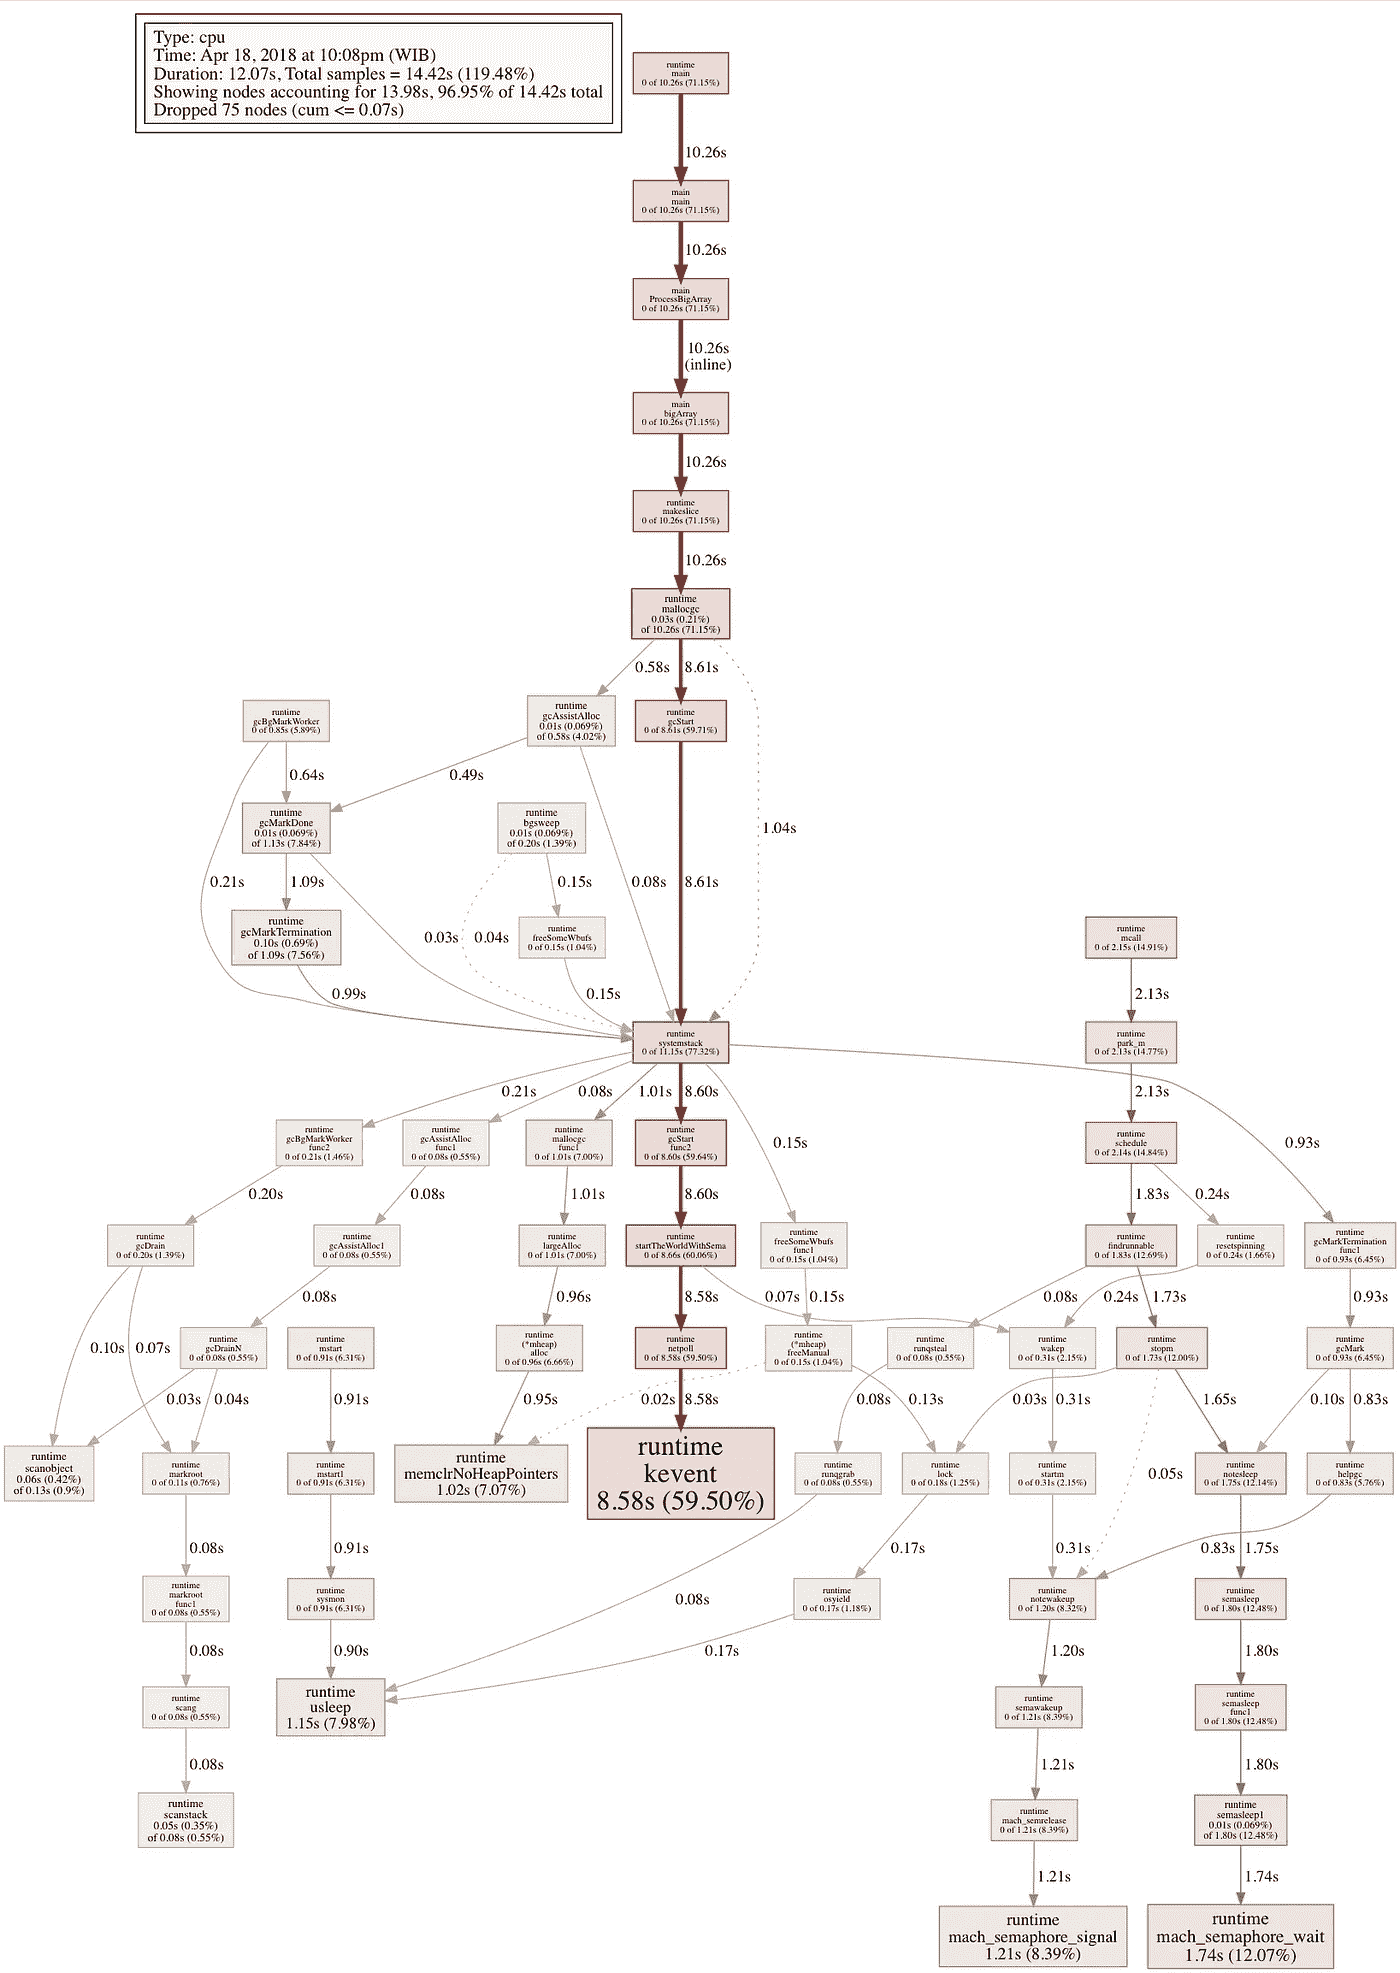 Type: cpu
Time: Apr 18, 2018 at 10:08pm (WIB)
Duration: 12.07s, Total samples = 14.42s (119.48%)
Showing nodes accounting for 13.98s, 96.95% of 14.42s total
Dropped 75 nodes (cum <= 0.07s)
runtime
main
0 of 10.26s (71.15%)
10.26s
main
main
0 of 10.26s (71.15%)
10.26s
main
ProcessBigArray
0 of 10.26s (71.15%)
10.26s
(inline)
main
bigArray
0 of 10.26s (71.15%)
10.26s
runtime
makeslice
0 of 10.26s (71.15%)
10.26s
runtime
mallocgc
0.03s (0.21%)
of 10.26s (71.15%)
0.58s
8.61s
1.04s
runtime
gcBgMarkWorker
0 of 0.85s (5.89%)
runtime
gcAssistAlloc
0.01s (0.069%)
of 0.58s (4.02%)
runtime
gcStart
0 of 8.61s (59.71%)
0.64s
0.49s
runtime
gcMarkDone
0.01s (0.069%)
of 1.13s (7.84%)
runtime
bgsweep
0.01s (0.069%)
of 0.20s (1.39%)
0.21s
1.09s
0.15s
0.08s
8.61s
runtime
gcMarkTermination
0.10s (0.69%)
of 1.09s (7.56%)
0.03s
0.04s
runtime
freeSomeWbufs
0 of 0.15s (1.04%)
runtime
mcall
0 of 2.15s (14.91%)
0.99s
0.15s
2.13s
runtime
systemstack
0 of 11.15s (77.32%)
runtime
park_m
0 of 2.13s (14.77%)
0.21s
0.08s
1.01s
8.60s
0.15s
2.13s
0.93s
runtime
gcBgMarkWorker
func2
0 of 0.21s (1.46%)
runtime
gcAssistAlloc
func1
0 of 0.08s (0.55%)
runtime
mallocgc
func1
0 of 1.01s (7.00%)
runtime
gcStart
func2
0 of 8.60s (59.64%)
runtime
schedule
0 of 2.14s (14.84%)
0.20s
0.08s
1.01s
8.60s
1.83s
0.24s
runtime
gcDrain
0 of 0.20s (1.39%)
runtime
gcAssistAlloc1
0 of 0.08s (0.55%)
runtime
largeAlloc
0 of 1.01s (7.00%)
runtime
startTheWorldWithSema
0 of 8.66s (60.06%)
runtime
freeSomeWbufs
func1
0 of 0.15s (1.04%)
runtime
findrunnable
0 of 1.83s (12.69%)
runtime
resetspinning
0 of 0.24s (1.66%)
runtime
gcMarkTermination
func1
0 of 0.93s (6.45%)
0.10s
0.07s
0.08s
0.96s
8.58s
0.07s
0.15s
0.08s
0.24s
1.73s
0.93s
runtime
gcDrainN
0 of 0.08s (0.55%)
runtime
mstart
0 of 0.91s (6.31%)
runtime
(*mheap)
alloc
0 of 0.96s (6.66%)
runtime
netpoll
0 of 8.58s (59.50%)
runtime
(*mheap)
freeManual
0 of 0.15s (1.04%)
runtime
runqsteal
0 of 0.08s (0.55%)
runtime
wakep
0 of 0.31s (2.15%)
runtime
stopm
0 of 1.73s (12.00%)
runtime
gcMark
0 of 0.93s (6.45%)
0.03s
0.04s
0.91s
0.95s
0.02s
8.58s
0.08s
0.13s
0.03s
0.31s
1.65s
0.10s
0.83s
runtime
scanobject
0.06s (0.42%)
of 0.13s (0.9%)
runtime
markroot
0 of 0.11s (0.76%)
runtime
mstart1
0 of 0.91s (6.31%)
runtime
memclrNoHeapPointers
1.02s (7.07%)
runtime
kevent
8.58s (59.50%)
runtime
runqgrab
0 of 0.08s (0.55%)
runtime
lock
0 of 0.18s (1.25%)
runtime
startm
0 of 0.31s (2.15%)
0.05s
runtime
notesleep
0 of 1.75s (12.14%)
runtime
helpgc
0 of 0.83s (5.76%)
0.08s
0.91s
0.08s
0.17s
0.31s
0.83s
1.75s
runtime
markroot
func1
0 of 0.08s (0.55%)
runtime
sysmon
0 of 0.91s (6.31%)
runtime
osyield
0 of 0.17s (1.18%)
runtime
notewakeup
0 of 1.20s (8.32%)
runtime
semasleep
0 of 1.80s (12.48%)
0.08s
0.90s
0.17s
1.20s
1.80s
runtime
scang
0 of 0.08s (0.55%)
runtime
usleep
1.15s (7.98%)
runtime
semawakeup
0 of 1.21s (8.39%)
runtime
semasleep
func1
0 of 1.80s (12.48%)
0.08s
1.21s
1.80s
runtime
scanstack
0.05s (0.35%)
of 0.08s (0.55%)
runtime
mach_semrelease
0 of 1.21s (8.39%)
runtime
semasleep1
0.01s (0.069%)
of 1.80s (12.48%)
1.21s
1.74s
runtime
mach_semaphore_signal
1.21s (8.39%)
runtime
mach_semaphore_wait
1.74s (12.07%)